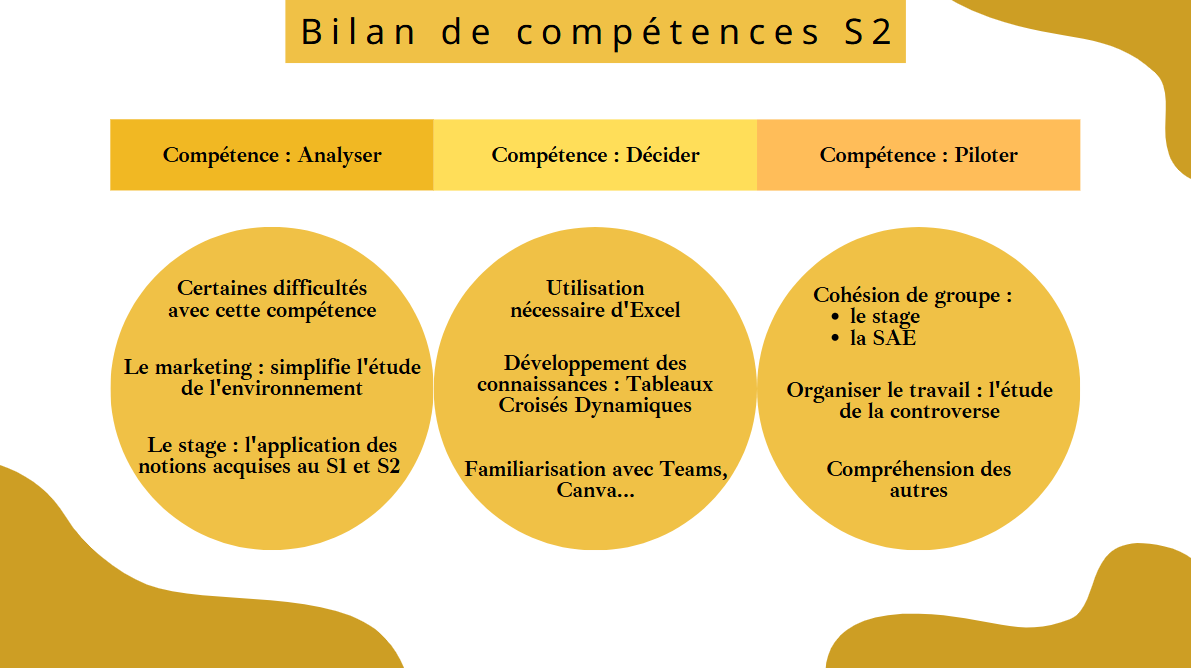 Bilan de compétences S2
Compétence : Analyser
Compétence : Décider
Compétence : Piloter
Certaines difficultés
avec cette compétence
Le marketing : simplifie l'étude
de l'environnement
Le stage : l'application des
notions acquises au S1 et S2
Utilisation
nécessaire d'Excel
Développement des
connaissances : Tableaux
Croisés Dynamiques
Familiarisation avec Teams,
Canva...
Cohésion de groupe :
• le stage
• la SAE
Organiser le travail : l'étude
de la controverse
Compréhension des
autres